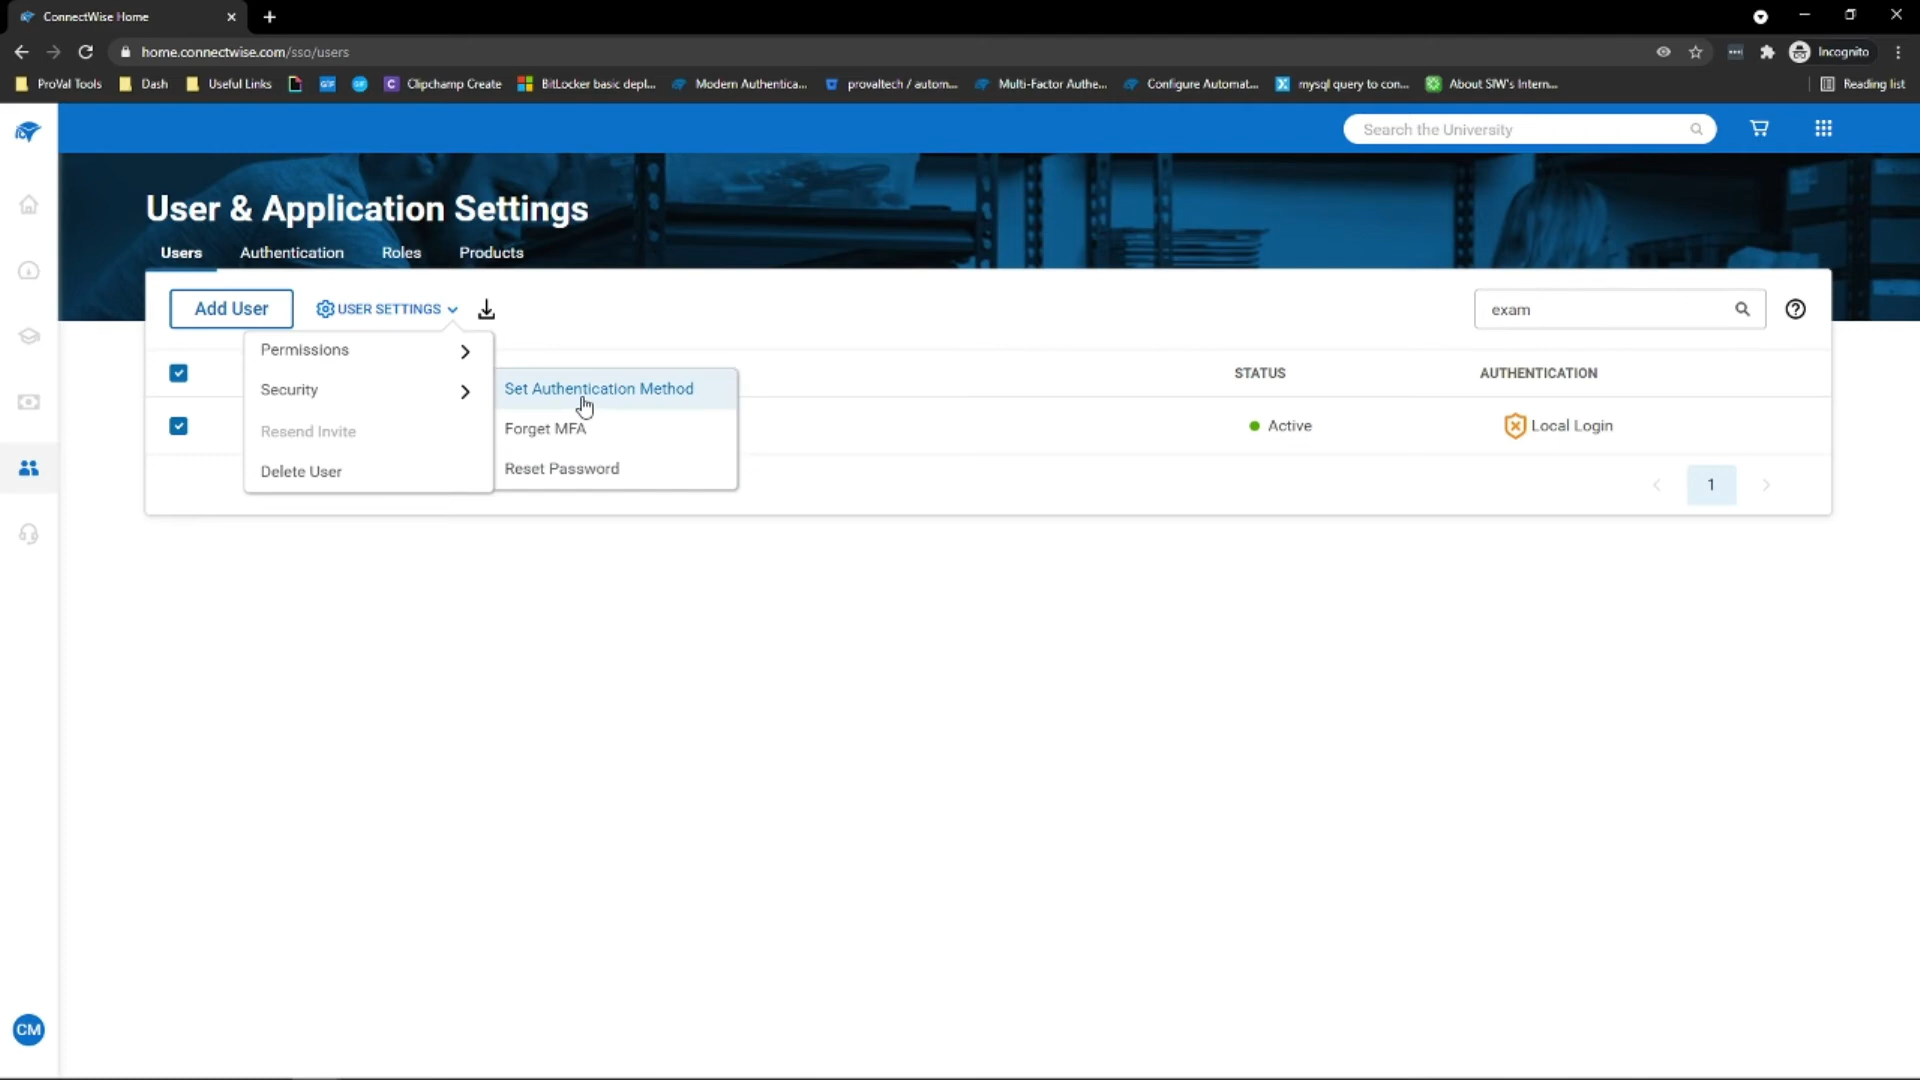 ConnectWise Home
home.connectwise.com/sso/users
Incognito
ProVal Tools
Dash
Useful Links
GIF
GIF
C
Clipchamp Create
BitLocker basic depl...
Modern Authentica...
provaltech / autom...
Multi-Factor Authe...
Configure Automat...
mysql query to con...
About SIW's Intern...
Reading list
Search the University
User & Application Settings
Users
Authentication
Roles
Products
Add User
USER SETTINGS
exam
Permissions
Security
Resend Invite
Delete User
Set Authentication Method
Forget MFA
Reset Password
STATUS
AUTHENTICATION
Active
Local Login
1
CM